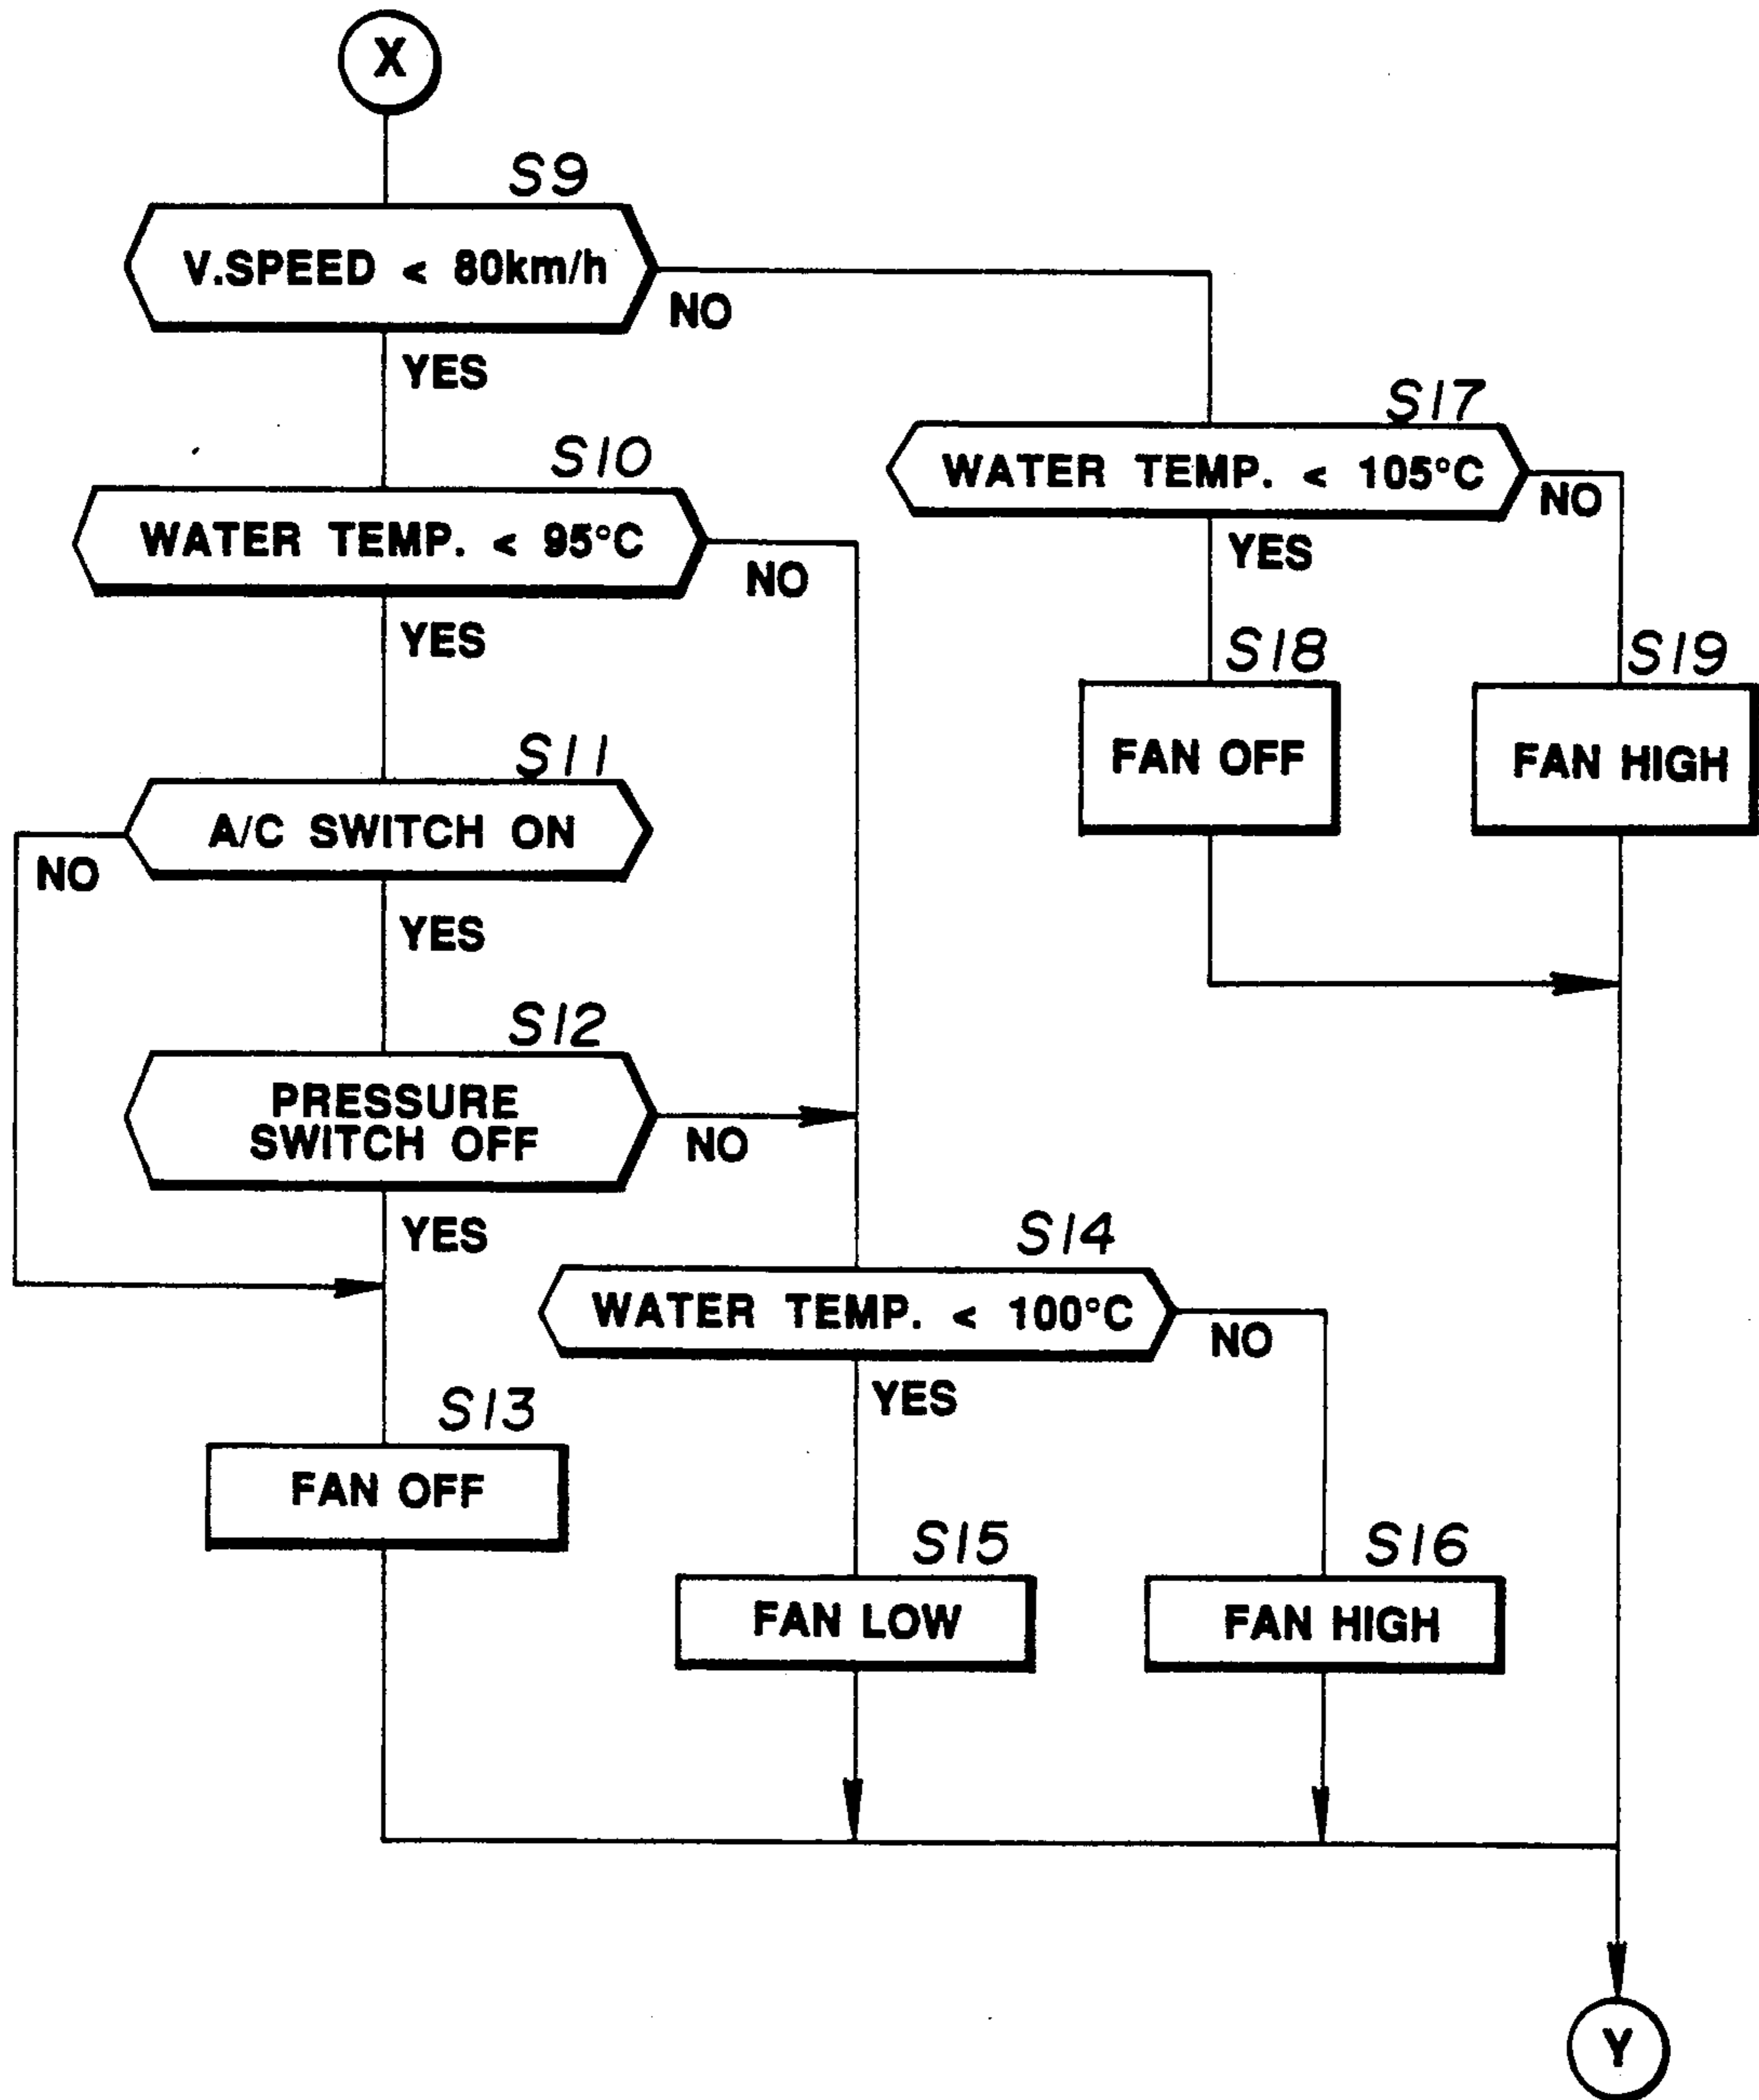 X
S9
V.SPEED < 80km/h
NO
YES
S17
WATER TEMP. < 105°C
NO
YES
S10
WATER TEMP. < 95°C
NO
YES
S18
FAN OFF
S19
FAN HIGH
S11
A/C SWITCH ON
NO
YES
S12
PRESSURE
SWITCH OFF
NO
YES
S14
WATER TEMP. < 100°C
NO
YES
S13
FAN OFF
S15
FAN LOW
S16
FAN HIGH
Y